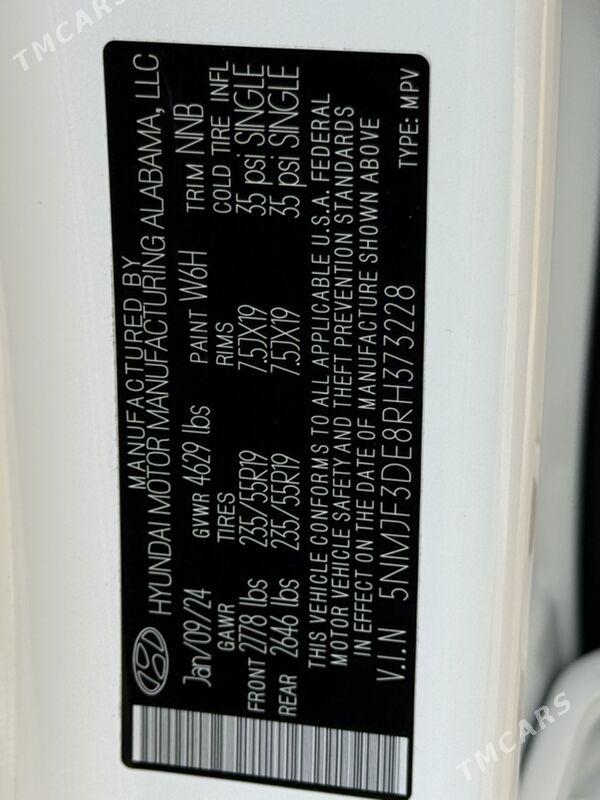 TMCARS
MANUFACTURED BY
HYUNDAI MOTOR MANUFACTURING ALABAMA, LLC
Jan/09/24 GVWR 4629 lbs PAINT W6H TRIM NNB
GAWR TIRES RIMS COLD TIRE INFL
FRONT 2778 lbs 235/55R19 7.5JX19 35 psi SINGLE
REAR 2646 lbs 235/55R19 7.5JX19 35 psi SINGLE
THIS VEHICLE CONFORMS TO ALL APPLICABLE U.S.A. FEDERAL
MOTOR VEHICLE SAFETY AND THEFT PREVENTION STANDARDS
IN EFFECT ON THE DATE OF MANUFACTURE SHOWN ABOVE
V.I.N 5NMJF3DE8RH373228 TYPE: MPV
TMCARS